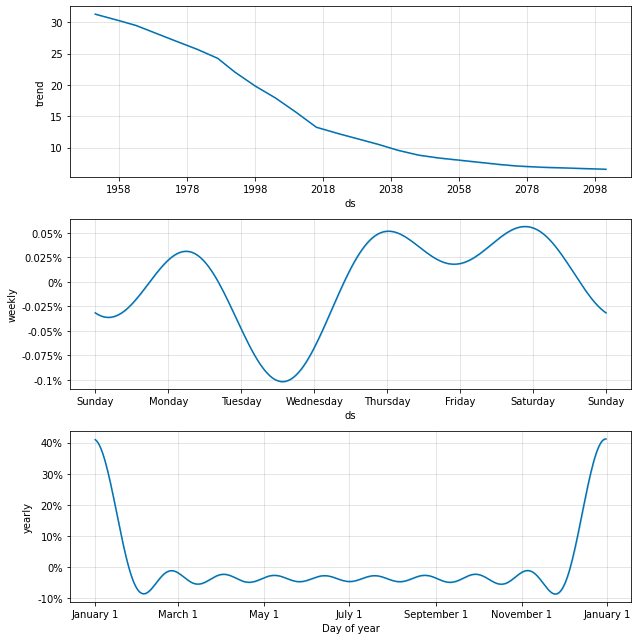 30
25
20
15
10
trend
1958 1978 1998 2018 2038 2058 2078 2098
ds
0.05%
0.025%
0%
-0.025%
-0.05%
-0.075%
-0.1%
weekly
Sunday Monday Tuesday Wednesday Thursday Friday Saturday Sunday
ds
40%
30%
20%
10%
0%
-10%
yearly
January 1 March 1 May 1 July 1 September 1 November 1 January 1
Day of year